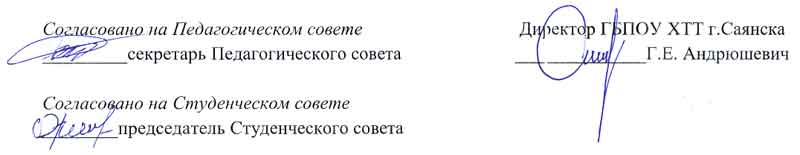 Согласовано на Педагогическом совете
секретарь Педагогического совета
Согласовано на Студенческом совете
председатель Студенческого совета
Директор ГБПОУ ХТТ г.Саянска
Г.Е. Андрюшевич